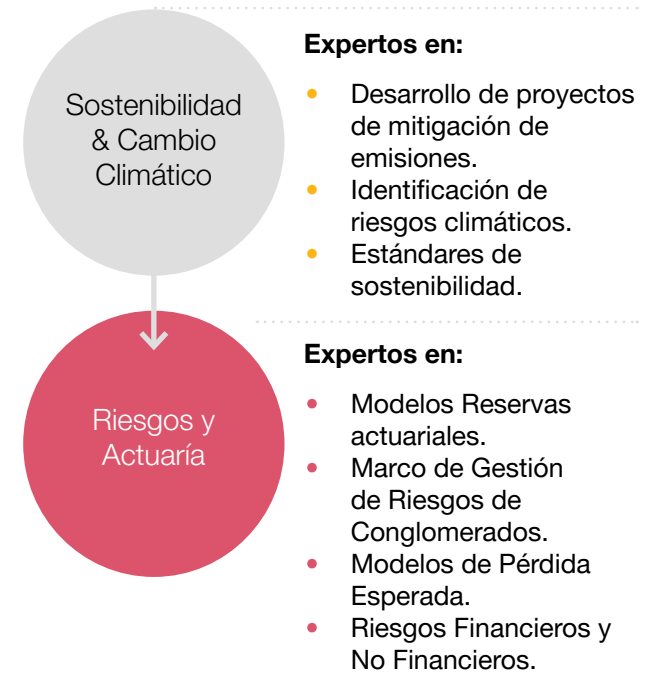 Sostenibilidad
& Cambio
Climático
Expertos en:
• Desarrollo de proyectos
de mitigación de
emisiones.
• Identificación de
riesgos climáticos.
• Estándares de
sostenibilidad.
Riesgos y
Actuaría
Expertos en:
• Modelos Reservas
actuariales.
• Marco de Gestión
de Riesgos de
Conglomerados.
• Modelos de Pérdida
Esperada.
• Riesgos Financieros y
No Financieros.